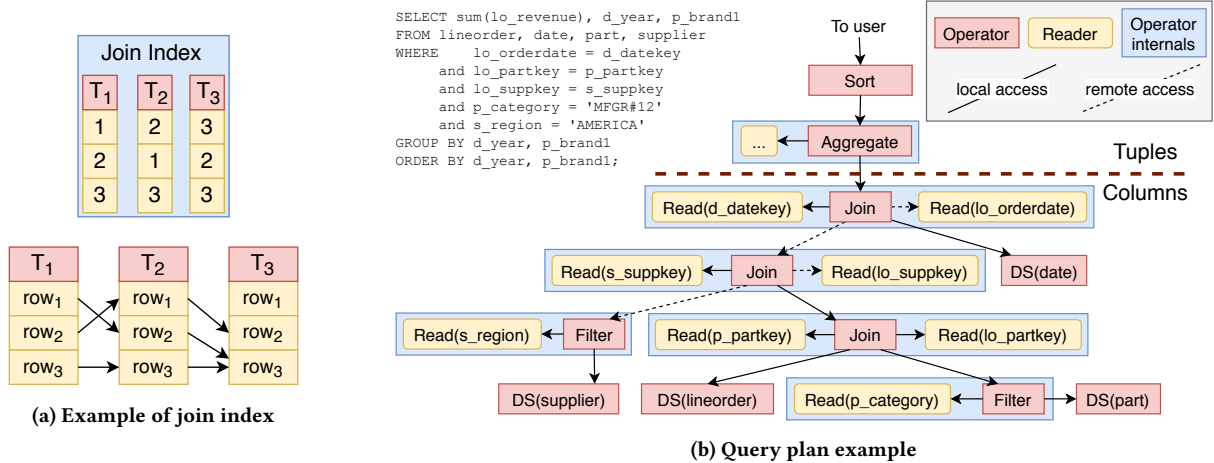 Join Index
T1 T2 T3
1 2 3
2 1 2
3 3 3
T1 T2 T3
row1 row1 row1
row2 row2 row2
row3 row3 row3
(a) Example of join index
SELECT sum(lo_revenue), d_year, p_brand1
FROM lineorder, date, part, supplier
WHERE lo_orderdate = d_datekey
and lo_partkey = p_partkey
and lo_suppkey = s_suppkey
and p_category = 'MFGR#12'
and s_region = 'AMERICA'
GROUP BY d_year, p_brand1
ORDER BY d_year, p_brand1;
To user
Sort
... Aggregate
Operator Reader Operator
internals
local access remote access
Tuples
Columns
Read(d_datekey) Join Read(lo_orderdate)
Read(s_suppkey) Join Read(lo_suppkey) DS(date)
Read(s_region) Filter Read(p_partkey) Join Read(lo_partkey)
DS(supplier) DS(lineorder) Read(p_category) Filter DS(part)
(b) Query plan example